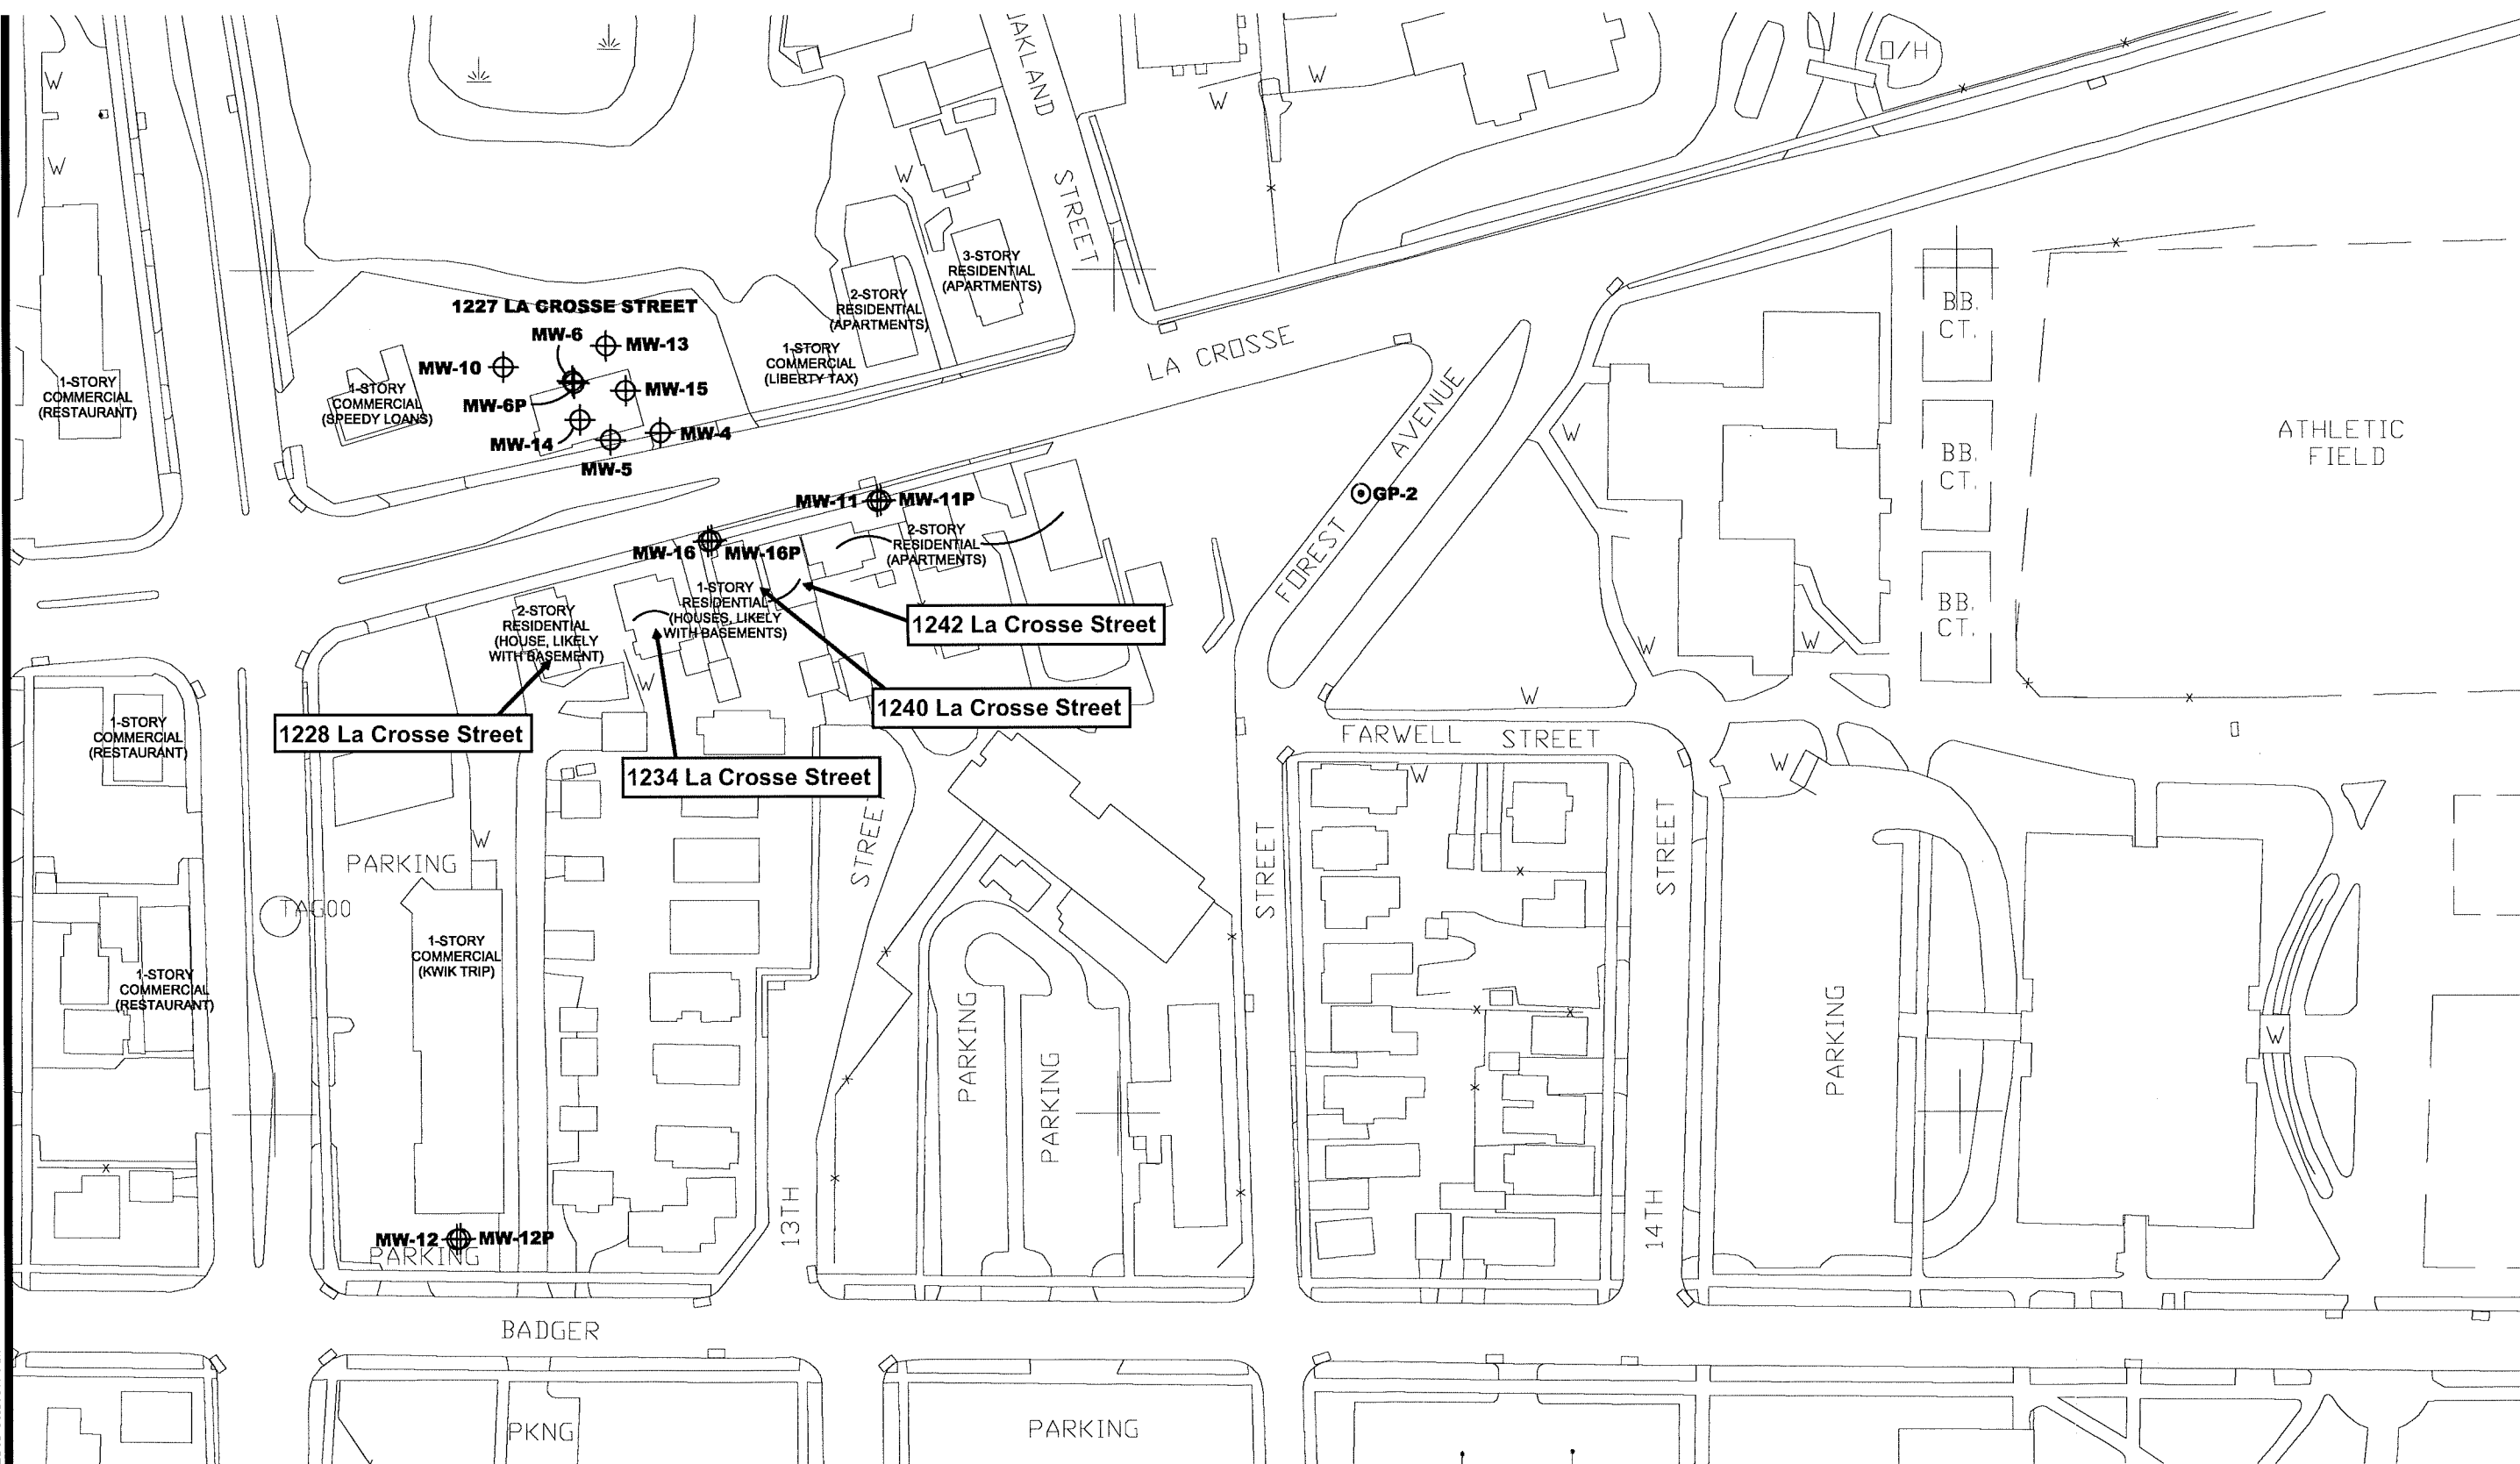 OAKLAND
STREET
W
W
W
W
W
O/H
3-STORY
RESIDENTIAL
(APARTMENTS)
2-STORY
RESIDENTIAL
(APARTMENTS)
1227 LA CROSSE STREET
MW-6
MW-13
MW-10
MW-15
MW-6P
MW-14
MW-4
MW-5
1-STORY
COMMERCIAL
(LIBERTY TAX)
1-STORY
COMMERCIAL
(SPEEDY LOANS)
1-STORY
COMMERCIAL
(RESTAURANT)
LA CROSSE
FOREST AVENUE
GP-2
W
BB.
CT.
BB.
CT.
BB.
CT.
ATHLETIC
FIELD
MW-11
MW-11P
MW-16
MW-16P
2-STORY
RESIDENTIAL
(APARTMENTS)
1-STORY
RESIDENTIAL
(HOUSES, LIKELY
WITH BASEMENTS)
2-STORY
RESIDENTIAL
(HOUSE, LIKELY
WITH BASEMENT)
1242 La Crosse Street
1240 La Crosse Street
1228 La Crosse Street
1234 La Crosse Street
W
W
W
W
FARWELL STREET
W
W
1-STORY
COMMERCIAL
(RESTAURANT)
W
PARKING
TAG00
1-STORY
COMMERCIAL
(KWIK TRIP)
1-STORY
COMMERCIAL
(RESTAURANT)
STREET
13TH
STREET
STREET
14TH
PARKING
PARKING
PARKING
W
MW-12
MW-12P
PARKING
BADGER
PKNG
PARKING